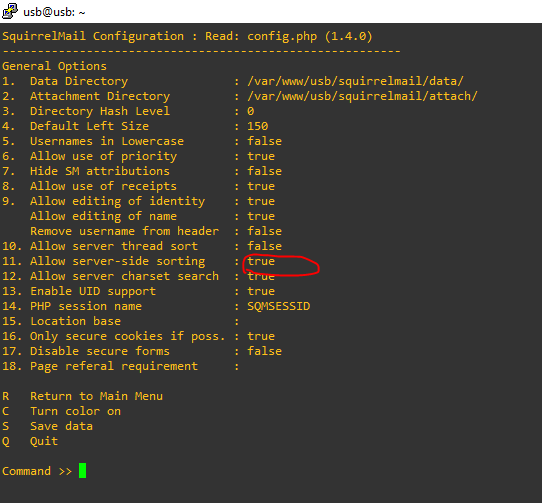 usb@usb: ~
SquirrelMail Configuration : Read: config.php (1.4.0)
---------------------------------------------------------
General Options
1.  Data Directory              : /var/www/usb/squirrelmail/data/
2.  Attachment Directory        : /var/www/usb/squirrelmail/attach/
3.  Directory Hash Level        : 0
4.  Default Left Size           : 150
5.  Usernames in Lowercase      : false
6.  Allow use of priority       : true
7.  Hide SM attributions        : false
8.  Allow use of receipts       : true
9.  Allow editing of identity   : true
    Allow editing of name       : true
    Remove username from header : false
10. Allow server thread sort    : false
11. Allow server-side sorting   : true
12. Allow server charset search : true
13. Enable UID support          : true
14. PHP session name            : SQMSESSID
15. Location base               :
16. Only secure cookies if poss. : true
17. Disable secure forms        : false
18. Page referal requirement    :
R   Return to Main Menu
C   Turn color on
S   Save data
Q   Quit
Command >>